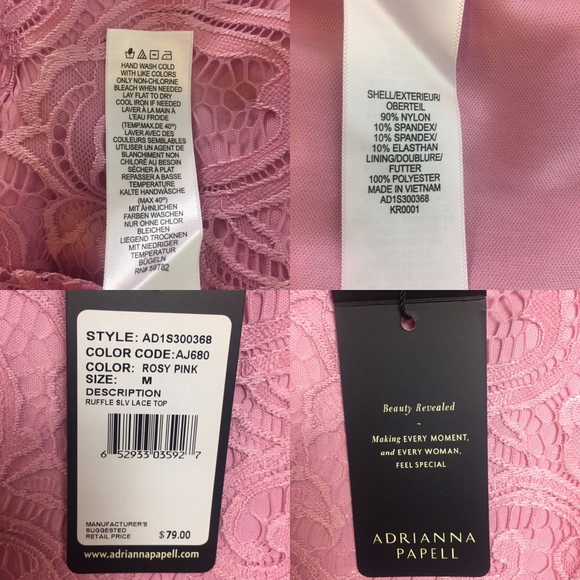 HAND WASH COLD
WITH LIKE COLORS
ONLY NON-CHLORINE
BLEACH WHEN NEEDED
LAY FLAT TO DRY
COOL IRON IF NEEDED
LAVER À LA MAIN À
L'EAU FROIDE
(TEMP.MAX.DE 40º)
LAVER AVEC DES
COULEURS SEMBLABLES
UTILISER UN AGENT DE
BLANCHIMENT NON
CHLORÉ AU BESOIN
SÉCHER À PLAT
REPASSER A BASSE
TEMPERATURE
KALTE HANDWÄSCHE
(MAX 40º)
MIT ÄHNLICHEN
FARBEN WASCHEN
NUR OHNE CHLOR
BLEICHEN
LIEGEND TROCKNEN
MIT NIEDRIGER
TEMPERATUR
BÜGELN
RN# 59782
SHELL/EXTERIEUR/
OBERTEIL
90% NYLON
10% SPANDEX/
10% SPANDEX/
10% ELASTHAN
LINING/DOUBLURE/
FUTTER
100% POLYESTER
MADE IN VIETNAM
AD1S300368
KR0001
STYLE: AD1S300368
COLOR CODE:AJ680
COLOR: ROSY PINK
SIZE: M
DESCRIPTION
RUFFLE SLV LACE TOP
6 52933 03592 7
MANUFACTURER'S
SUGGESTED
RETAIL PRICE $79.00
www.adriannapapell.com
Beauty Revealed
~
Making EVERY MOMENT,
and EVERY WOMAN,
FEEL SPECIAL
ADRIANNA
PAPELL